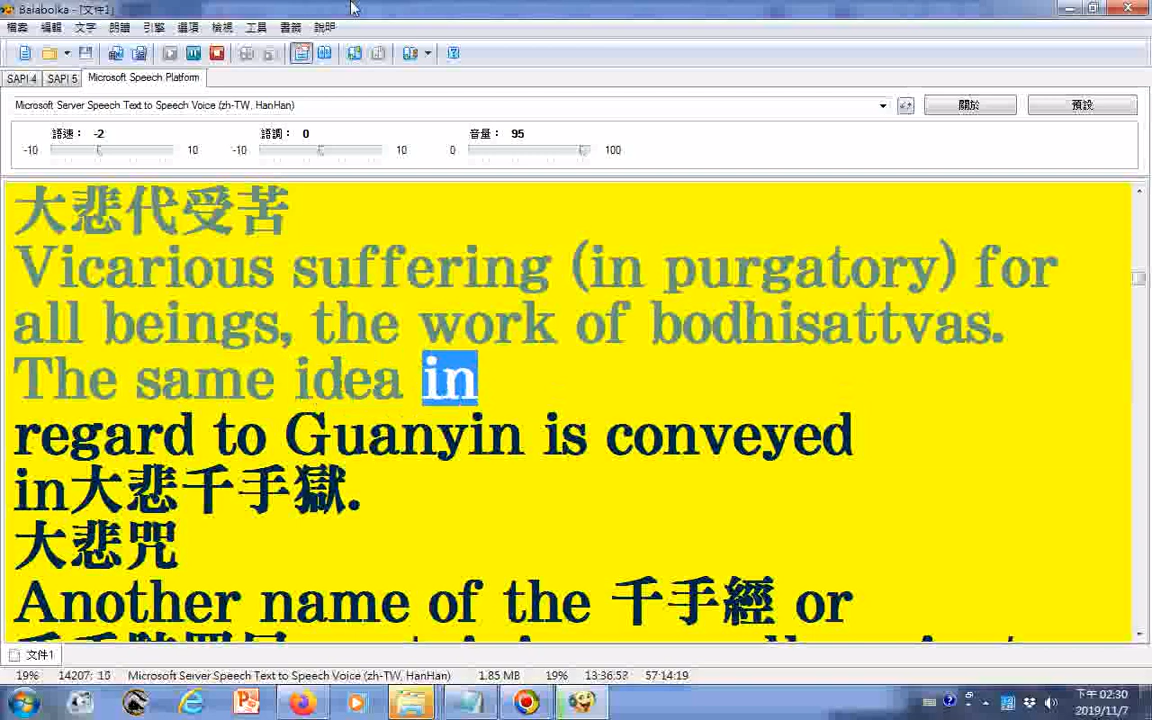 Balabolka - [文件1]
檔案 編輯 文字 朗讀 引擎 選項 檢視 工具 書籤 說明
SAPI 4 SAPI 5 Microsoft Speech Platform
Microsoft Server Speech Text to Speech Voice (zh-TW, HanHan) 關於 預設
語速： -2 語調： 0 音量： 95
-10 10 -10 10 0 100
大悲代受苦
Vicarious suffering (in purgatory) for
all beings, the work of bodhisattvas.
The same idea in
regard to Guanyin is conveyed
in大悲千手獄.
大悲咒
Another name of the 千手經 or
文件1
19% 14207: 15 Microsoft Server Speech Text to Speech Voice (zh-TW, HanHan) 1.85 MB 19% 13:36:53 57:14:19
下午 02:30
2019/11/7